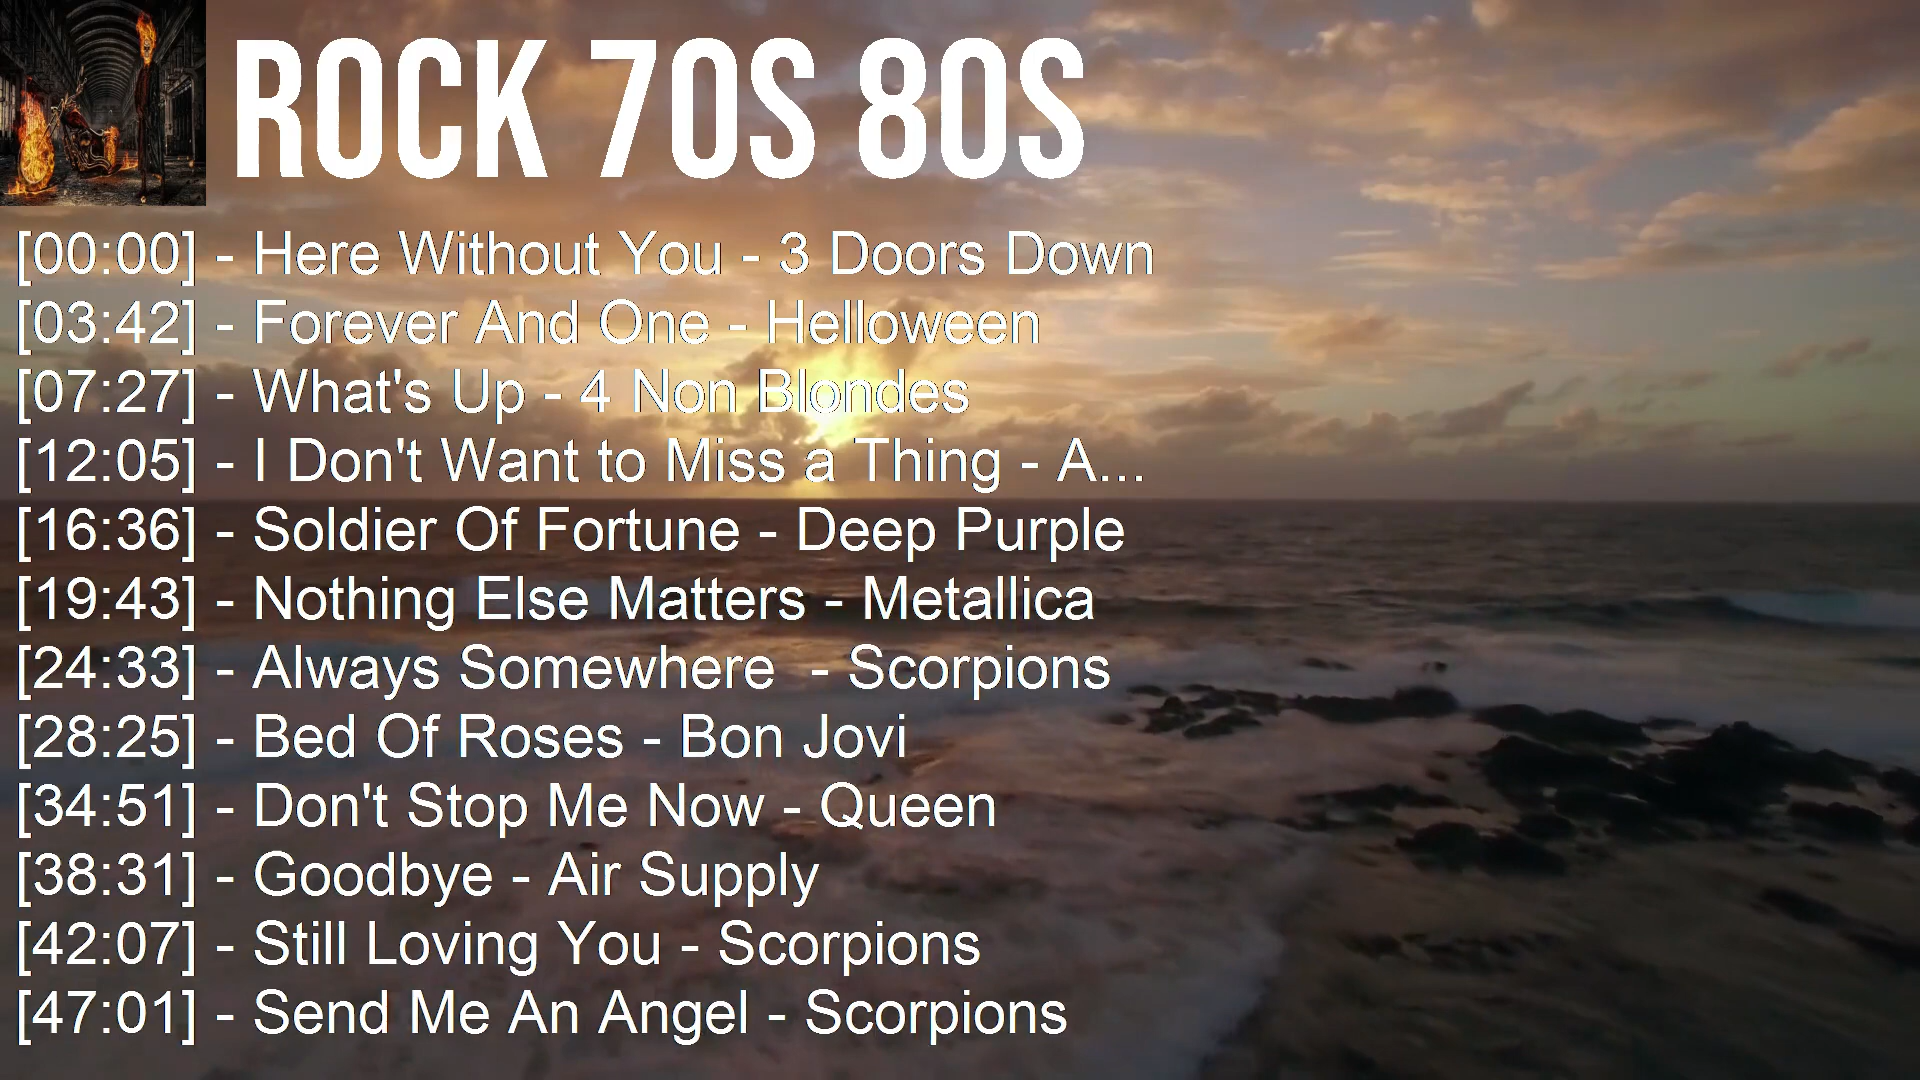 ROCK 70S 80S
[00:00] - Here Without You - 3 Doors Down
[03:42] - Forever And One - Helloween
[07:27] - What's Up - 4 Non Blondes
[12:05] - I Don't Want to Miss a Thing - A...
[16:36] - Soldier Of Fortune - Deep Purple
[19:43] - Nothing Else Matters - Metallica
[24:33] - Always Somewhere  - Scorpions
[28:25] - Bed Of Roses - Bon Jovi
[34:51] - Don't Stop Me Now - Queen
[38:31] - Goodbye - Air Supply
[42:07] - Still Loving You - Scorpions
[47:01] - Send Me An Angel - Scorpions